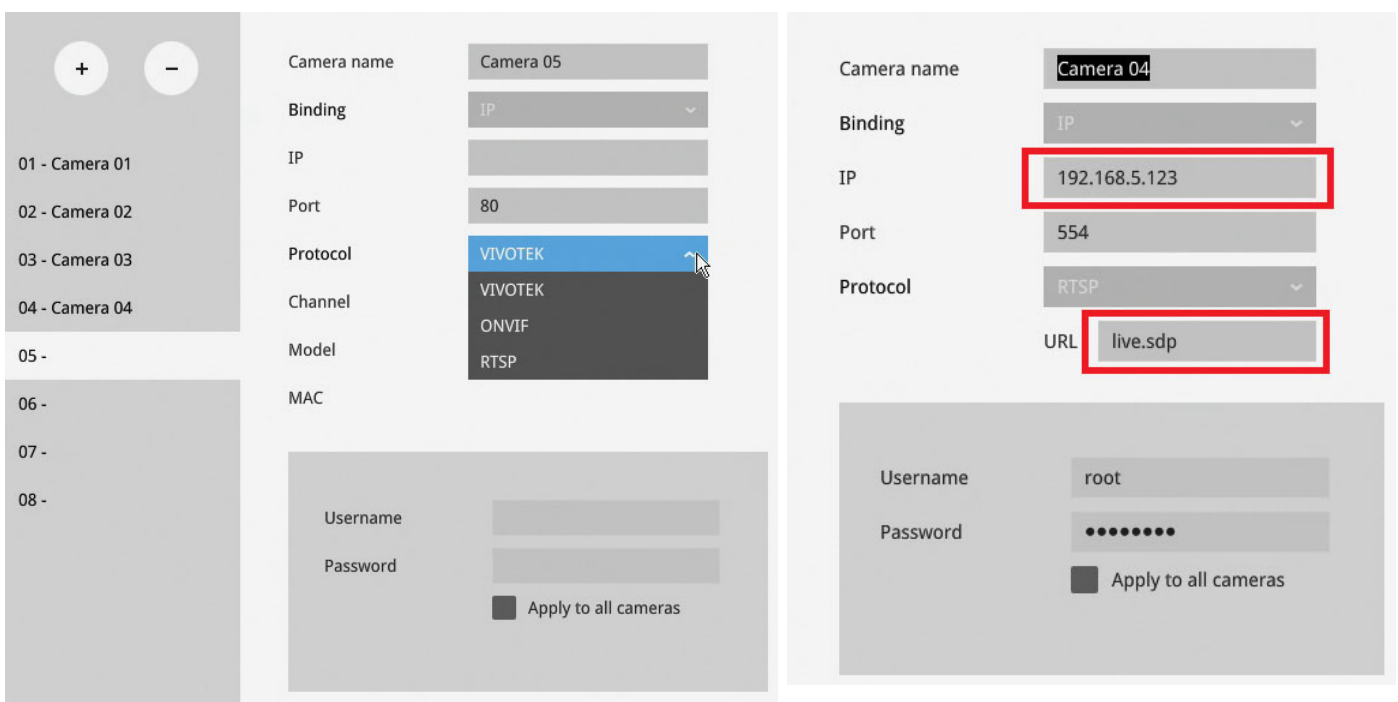 + −
01 - Camera 01
02 - Camera 02
03 - Camera 03
04 - Camera 04
05 -
06 -
07 -
08 -
Camera name Camera 05
Binding IP
IP
Port 80
Protocol VIVOTEK
VIVOTEK
ONVIF
RTSP
Channel
Model
MAC
Username
Password
Apply to all cameras
Camera name Camera 04
Binding IP
IP 192.168.5.123
Port 554
Protocol RTSP
URL live.sdp
Username root
Password ●●●●●●●●
Apply to all cameras